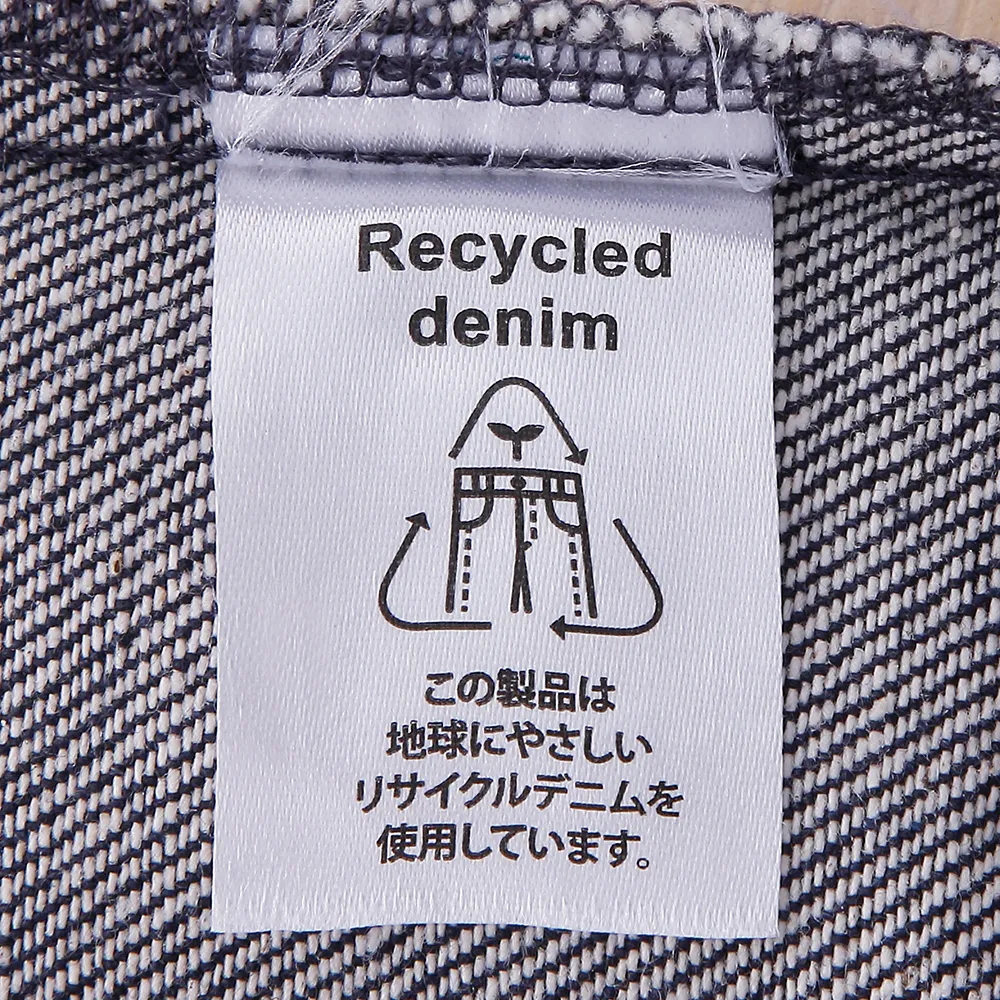 Recycled
denim
この製品は
地球にやさしい
リサイクルデニムを
使用しています。